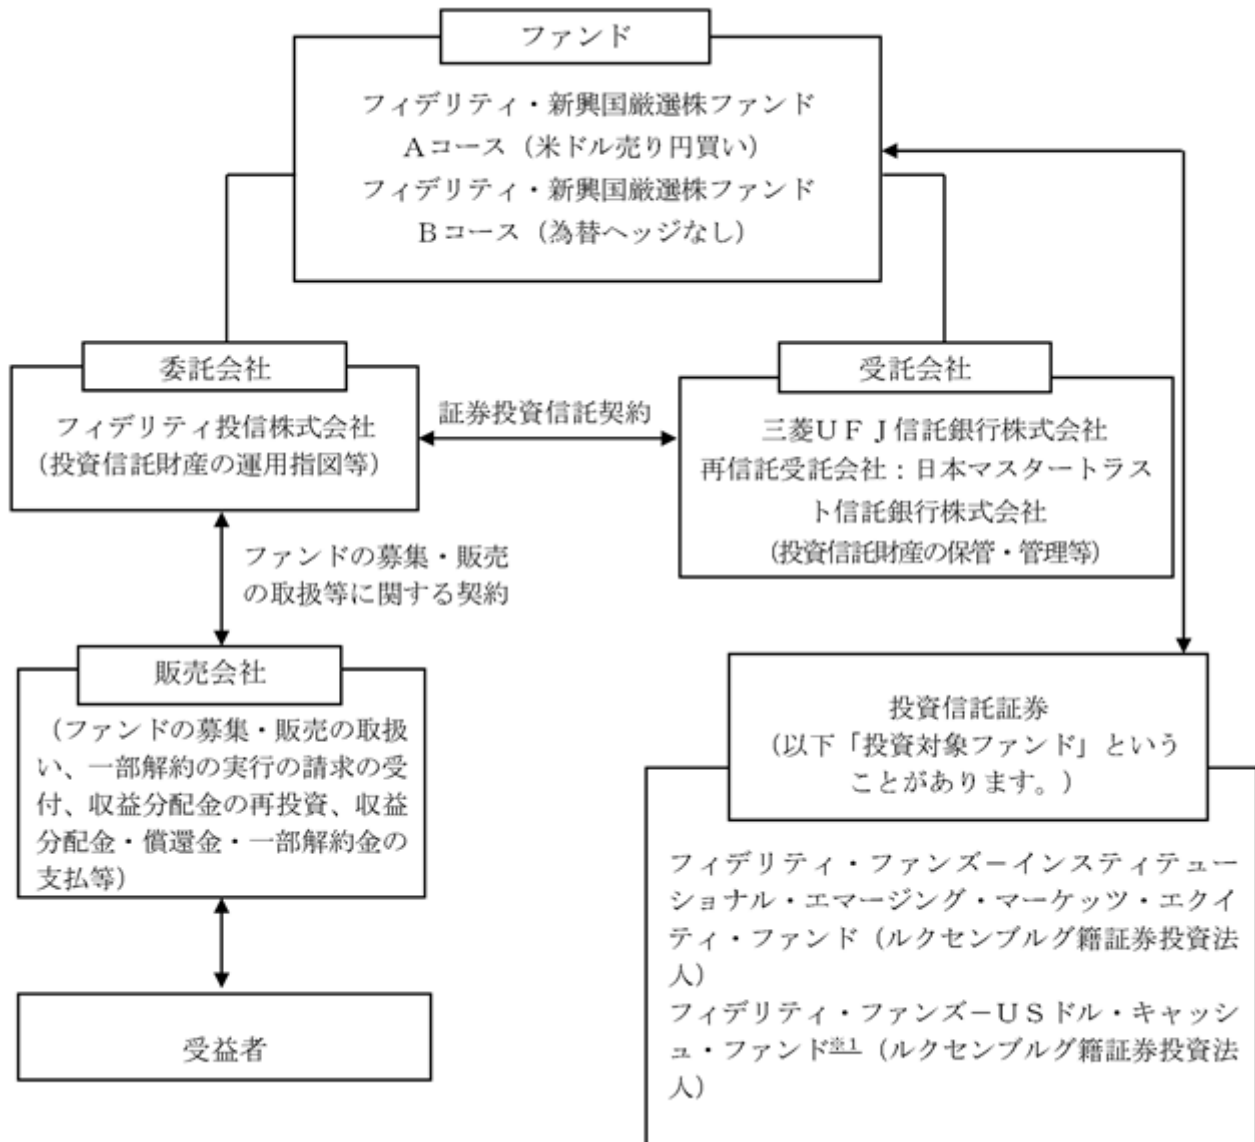 ファンド
フィデリティ・新興国厳選株ファンド
Aコース（米ドル売り円買い）
フィデリティ・新興国厳選株ファンド
Bコース（為替ヘッジなし）
委託会社
フィデリティ投信株式会社
（投資信託財産の運用指図等）
証券投資信託契約
受託会社
三菱UFJ信託銀行株式会社
再信託受託会社：日本マスタートラス
ト信託銀行株式会社
（投資信託財産の保管・管理等）
ファンドの募集・販売
の取扱等に関する契約
販売会社
（ファンドの募集・販売の取扱
い、一部解約の実行の請求の受
付、収益分配金の再投資、収益
分配金・償還金・一部解約金の
支払等）
受益者
投資信託証券
（以下「投資対象ファンド」という
ことがあります。）
フィデリティ・ファンズ－インスティテュー
ショナル・エマージング・マーケッツ・エクイ
ティ・ファンド（ルクセンブルグ籍証券投資法
人）
フィデリティ・ファンズ－USドル・キャッシ
ュ・ファンド※1（ルクセンブルグ籍証券投資法
人）